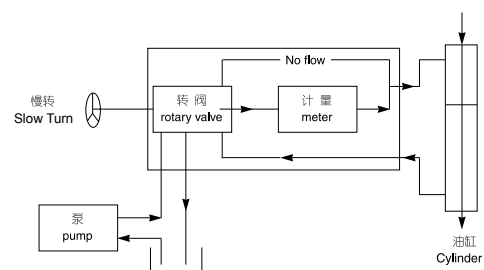 No flow
慢转
Slow Turn
转 阀
rotary valve
计 量
meter
泵
pump
油缸
Cylinder